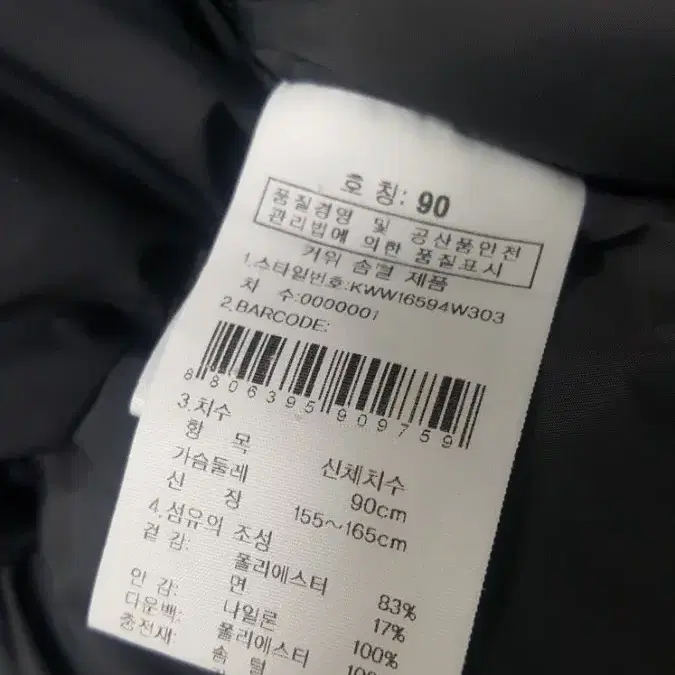 호 칭: 90
품질경영 및 공산품안전
관리법에 의한 품질표시
거위 솜털 제품
1.스타일번호:KWW16594W303
치 수:0000001
2.BARCODE:
8806395909759
3.치수
항 목 신체치수
가슴둘레 90cm
신 장 155~165cm
4.섬유의 조성
겉 감: 폴리에스터 83%
면 17%
안 감: 나일론 100%
다운백: 폴리에스터
충전재: 솜 털